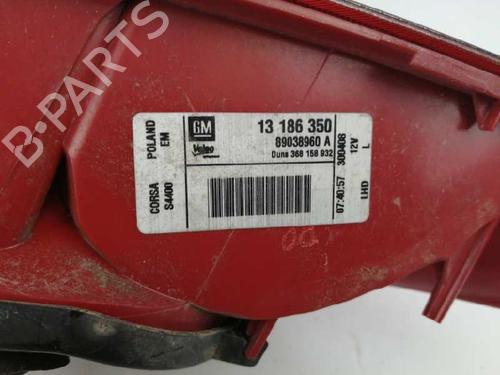 GM
13 186 350
Valeo
89038960 A
Duns 368 158 932
POLAND
EM
CORSA
S4400
300408
12V
L
07:40:57
LHD
B-PARTS